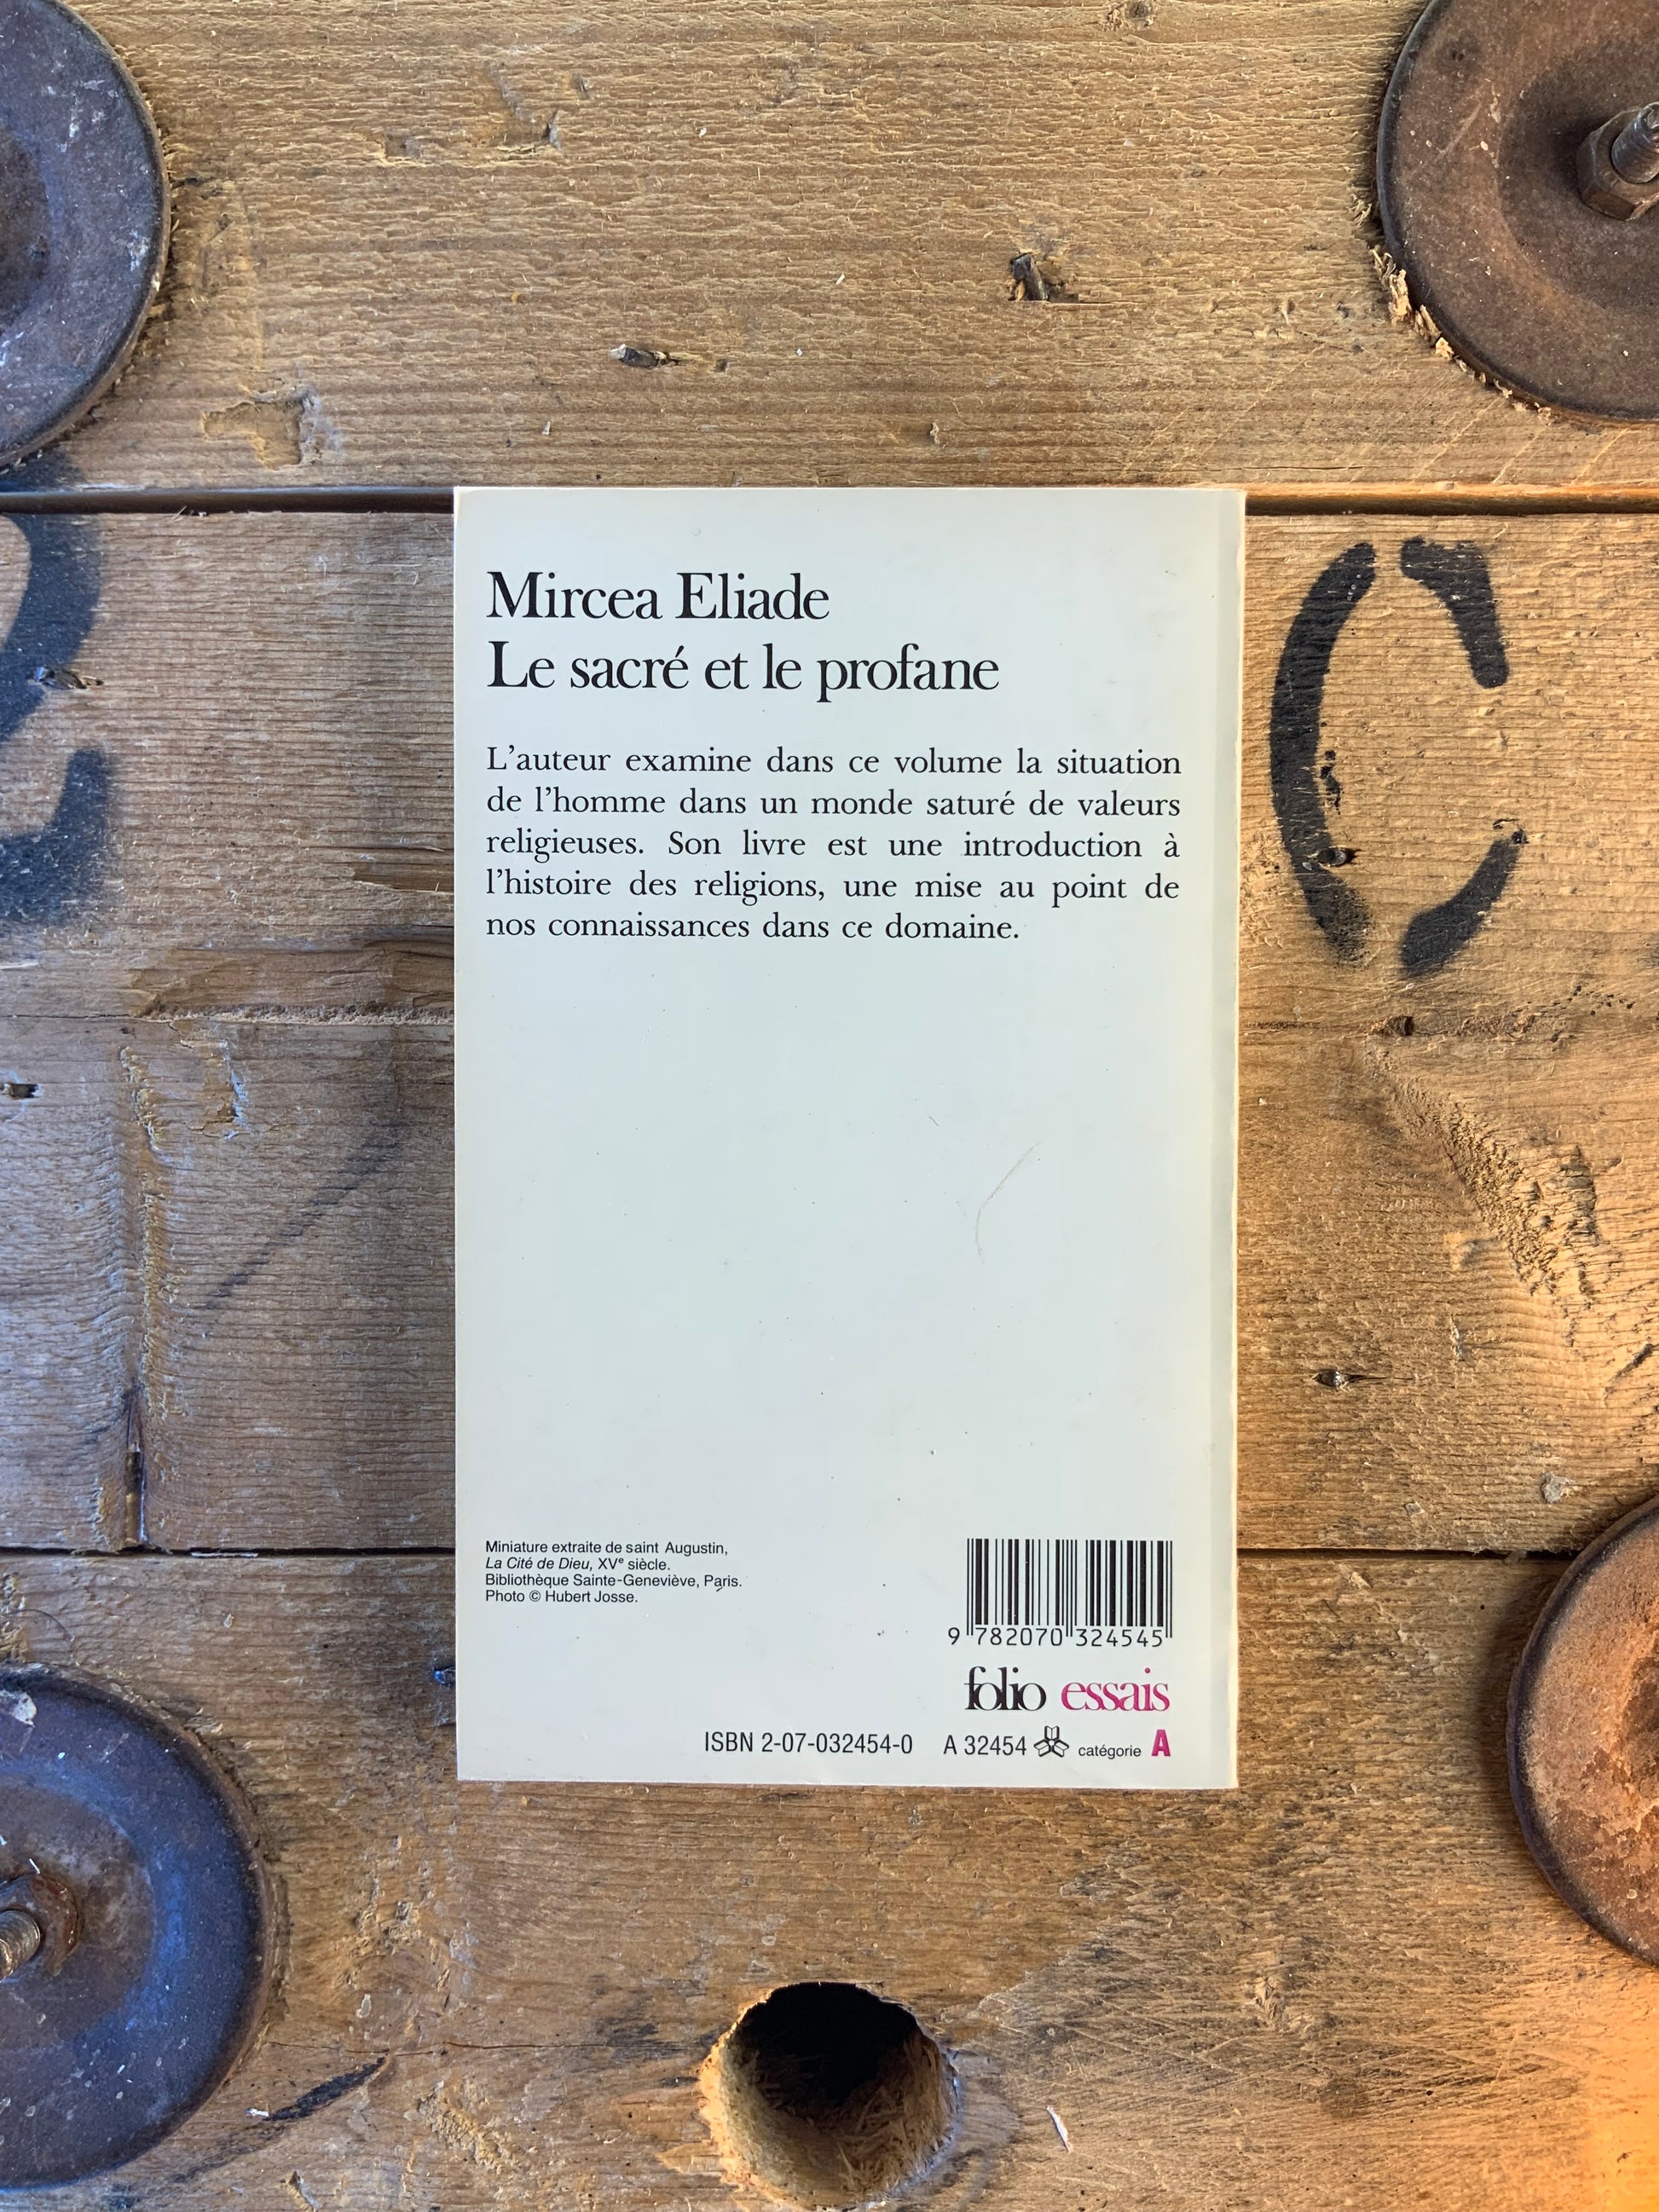 Mircea Eliade
Le sacré et le profane
L'auteur examine dans ce volume la situation
de l'homme dans un monde saturé de valeurs
religieuses. Son livre est une introduction à
l'histoire des religions, une mise au point de
nos connaissances dans ce domaine.
Miniature extraite de saint Augustin,
La Cité de Dieu, XVe siècle.
Bibliothèque Sainte-Geneviève, Paris.
Photo © Hubert Josse.
9 782070 324545
folio essais
ISBN 2-07-032454-0 A 32454 catégorie A
C